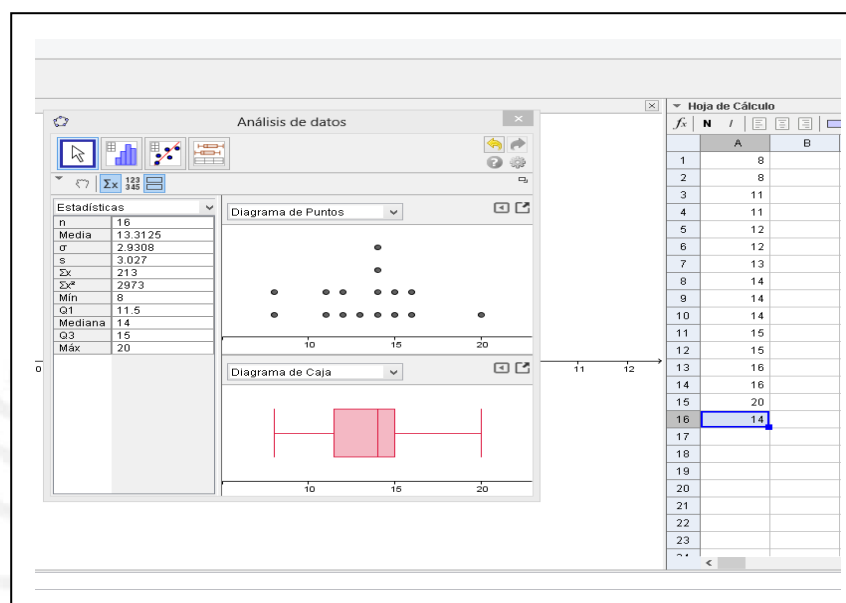 Análisis de datos
Σx 123 345
Estadísticas
n 16
Media 13.3125
σ 2.9308
s 3.027
Σx 213
Σx² 2973
Mín 8
Q1 11.5
Mediana 14
Q3 15
Máx 20
Diagrama de Puntos
10 15 20
Diagrama de Caja
10 15 20
0 11 12
Hoja de Cálculo
fx N I
A B
1 8
2 8
3 11
4 11
5 12
6 12
7 13
8 14
9 14
10 14
11 15
12 15
13 16
14 16
15 20
16 14
17
18
19
20
21
22
23